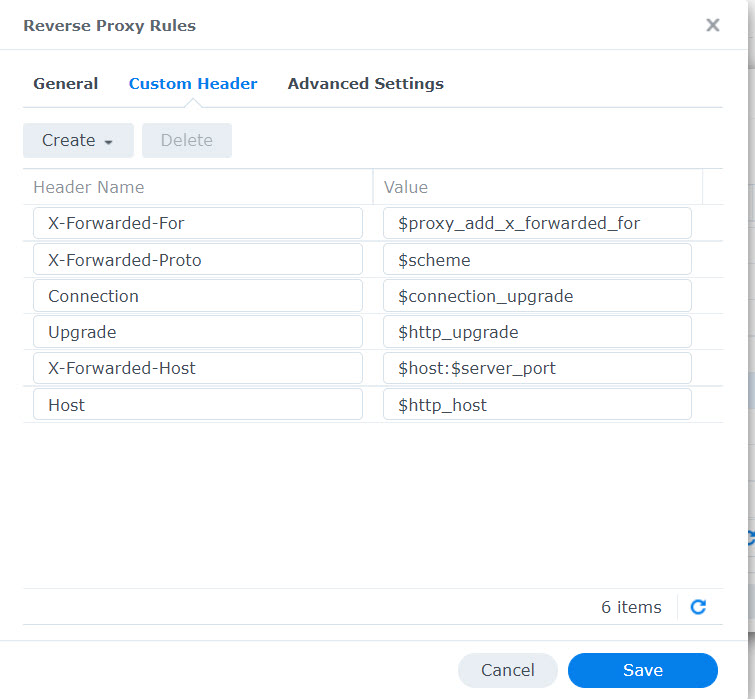 Reverse Proxy Rules
General Custom Header Advanced Settings
Create Delete
Header Name Value
X-Forwarded-For $proxy_add_x_forwarded_for
X-Forwarded-Proto $scheme
Connection $connection_upgrade
Upgrade $http_upgrade
X-Forwarded-Host $host:$server_port
Host $http_host
6 items
Cancel Save